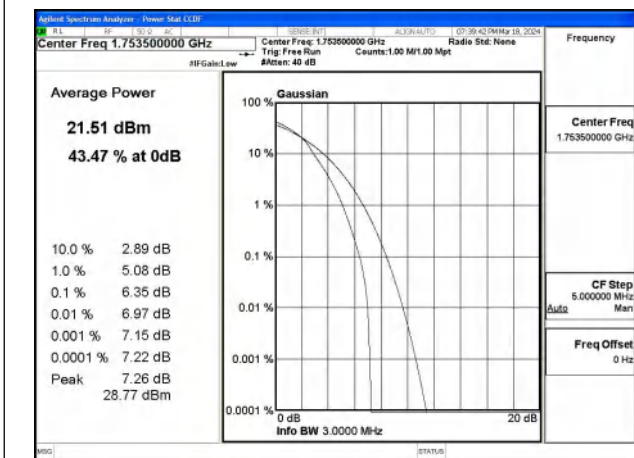 Agilent Spectrum Analyzer - Power Stat CCDF
RL RF 50 Ω AC SENSE:INT ALIGNAUTO 07:39:42 PM Mar 18, 2024
Center Freq 1.753500000 GHz
Center Freq: 1.753500000 GHz Radio Std: None
Trig: Free Run Counts:1.00 M/1.00 Mpt
#IFGain:Low #Atten: 40 dB
Frequency
Average Power
21.51 dBm
43.47 % at 0dB
10.0 % 2.89 dB
1.0 % 5.08 dB
0.1 % 6.35 dB
0.01 % 6.97 dB
0.001 % 7.15 dB
0.0001 % 7.22 dB
Peak 7.26 dB
28.77 dBm
Gaussian
100 %
10 %
1 %
0.1 %
0.01 %
0.001 %
0.0001 %
0 dB 20 dB
Info BW 3.0000 MHz
Center Freq
1.753500000 GHz
CF Step
5.000000 MHz
Auto Man
Freq Offset
0 Hz
MSG STATUS